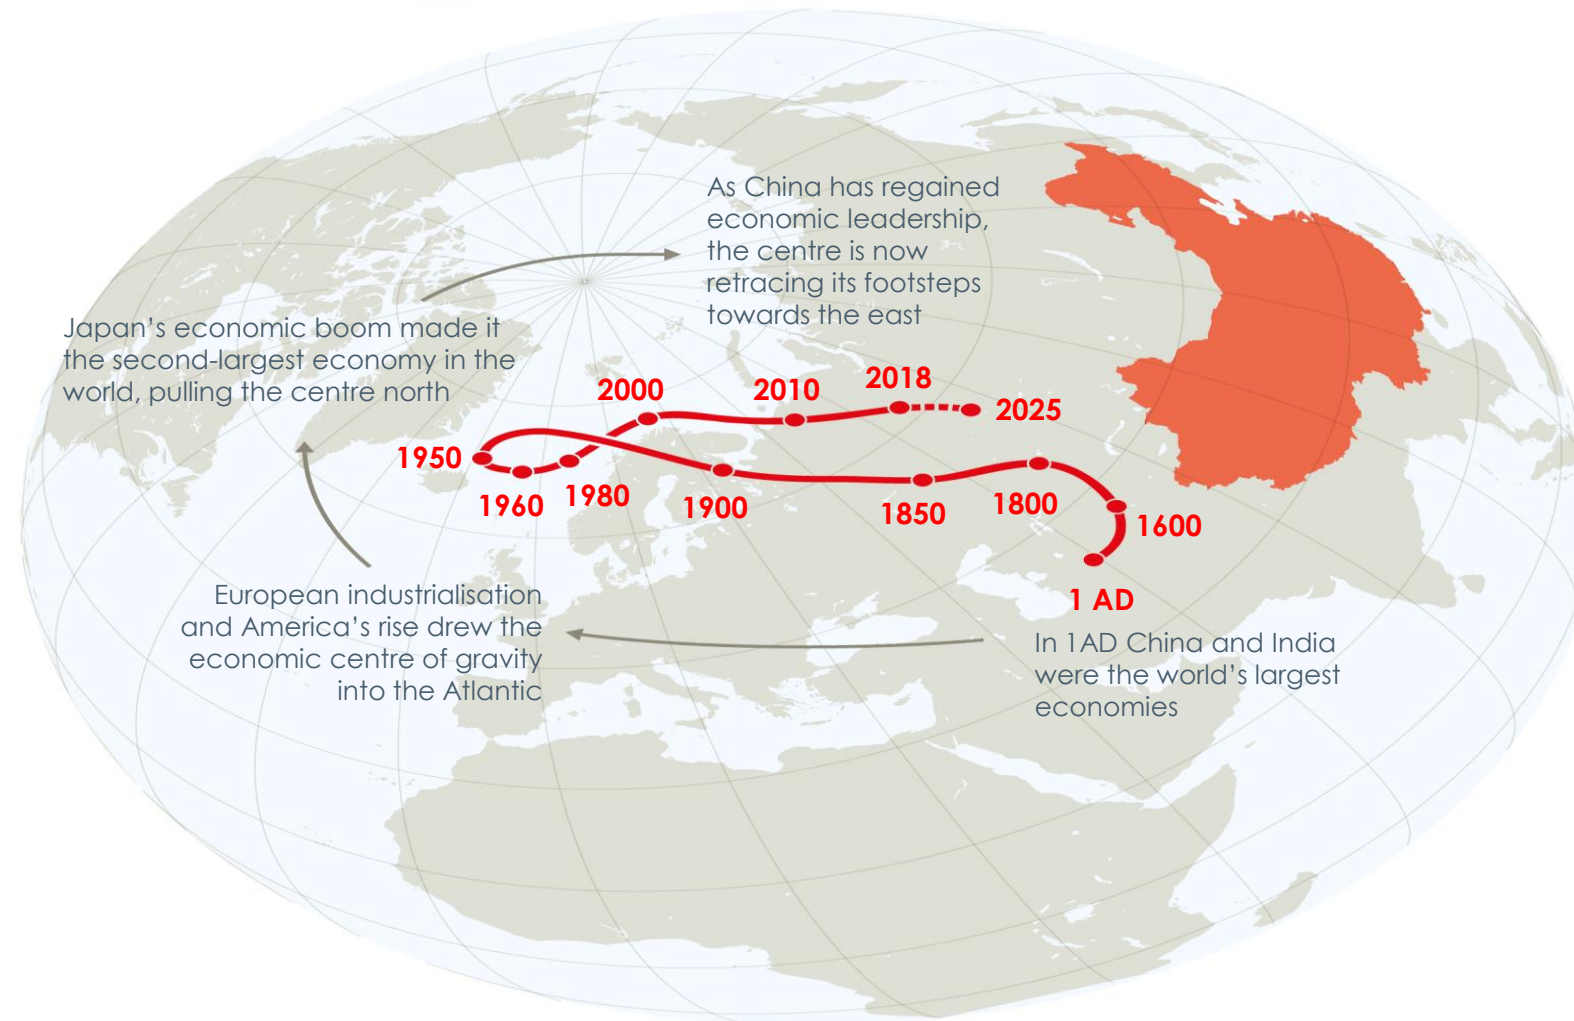 As China has regained
economic leadership,
the centre is now
retracing its footsteps
towards the east
Japan's economic boom made it
the second-largest economy in the
world, pulling the centre north
2000
2010
2018
2025
1950
1960
1980
1900
1850
1800
1600
1 AD
European industrialisation
and America's rise drew the
economic centre of gravity
into the Atlantic
In 1AD China and India
were the world's largest
economies